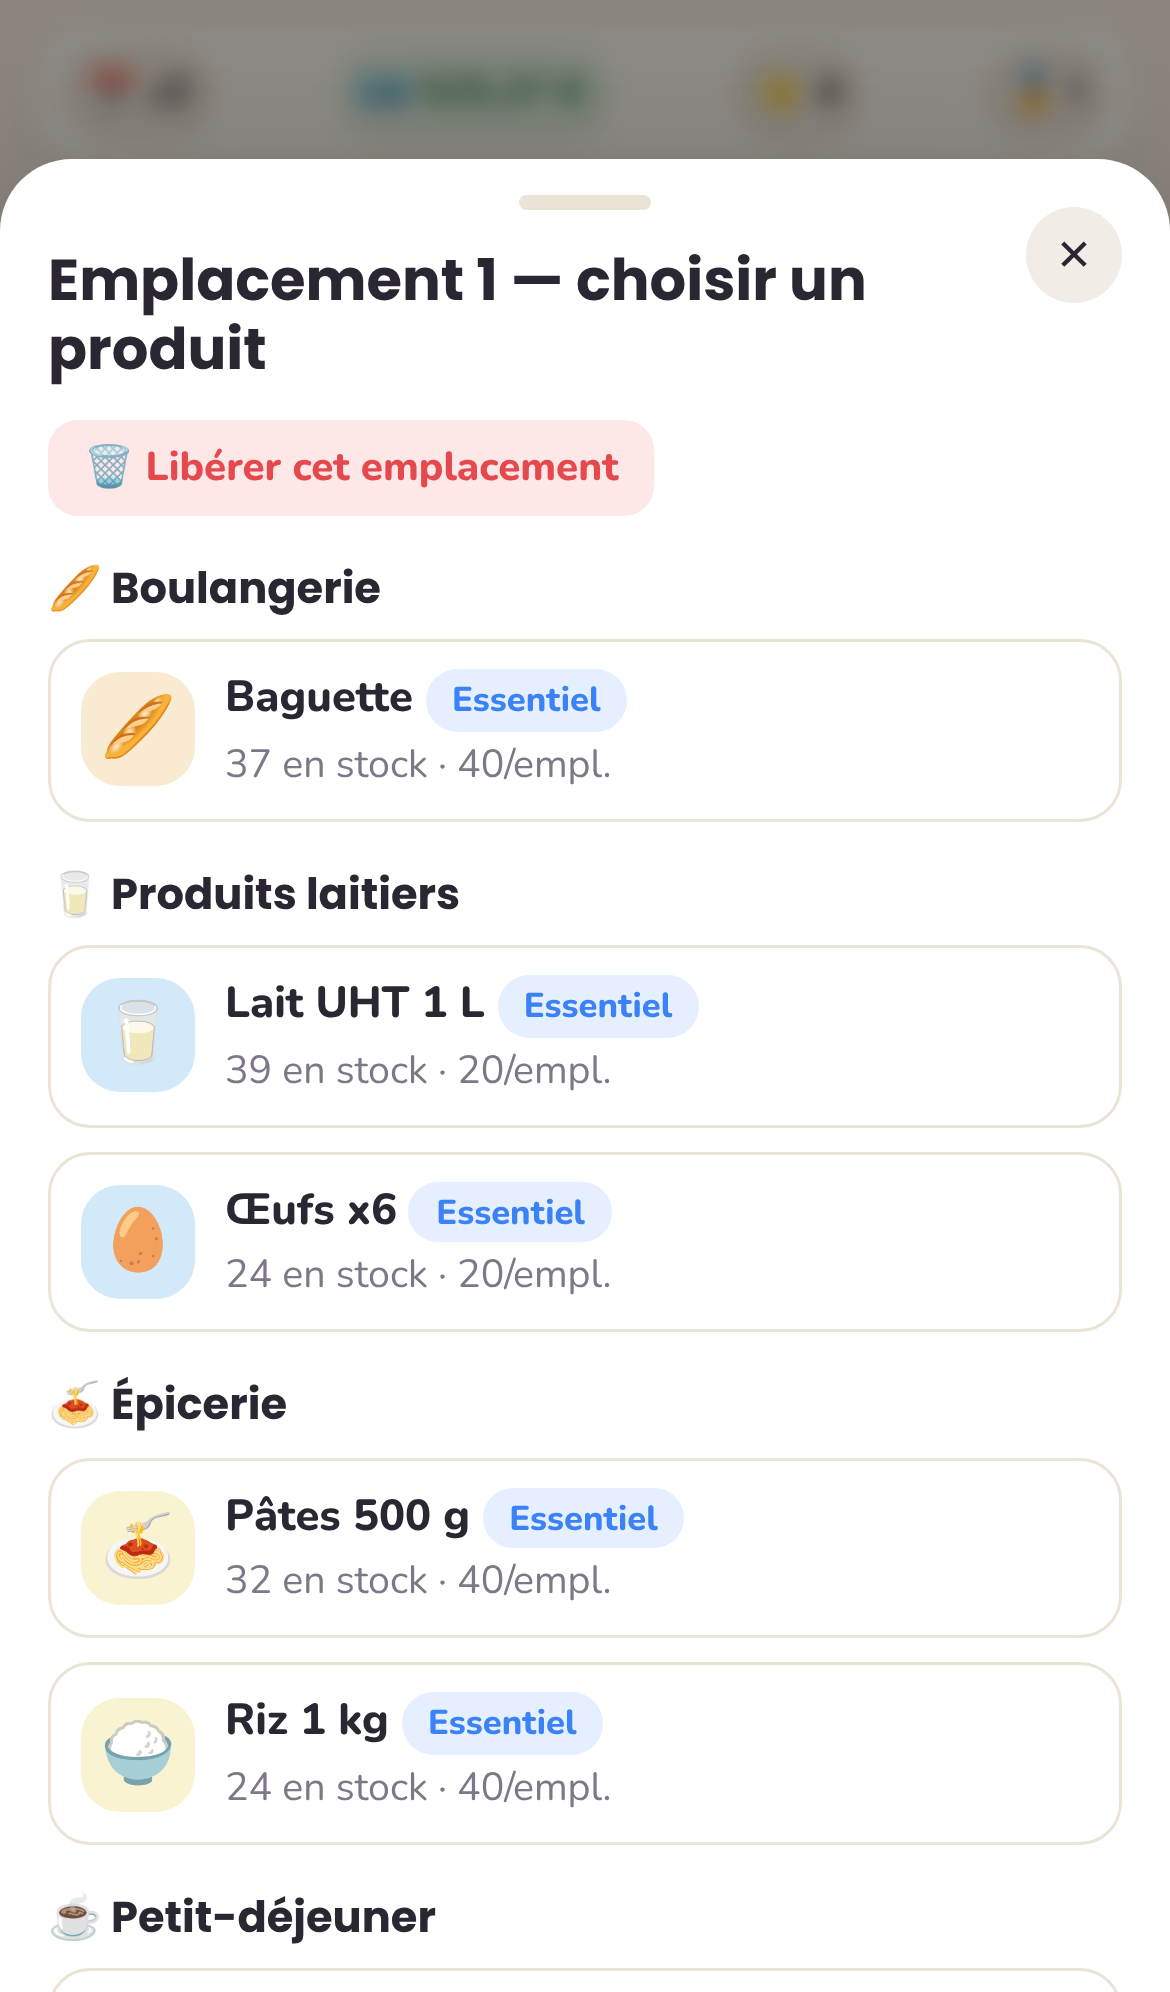 Emplacement 1 — choisir un
produit
Libérer cet emplacement
Boulangerie
Baguette Essentiel
37 en stock · 40/empl.
Produits laitiers
Lait UHT 1 L Essentiel
39 en stock · 20/empl.
Œufs x6 Essentiel
24 en stock · 20/empl.
Épicerie
Pâtes 500 g Essentiel
32 en stock · 40/empl.
Riz 1 kg Essentiel
24 en stock · 40/empl.
Petit-déjeuner